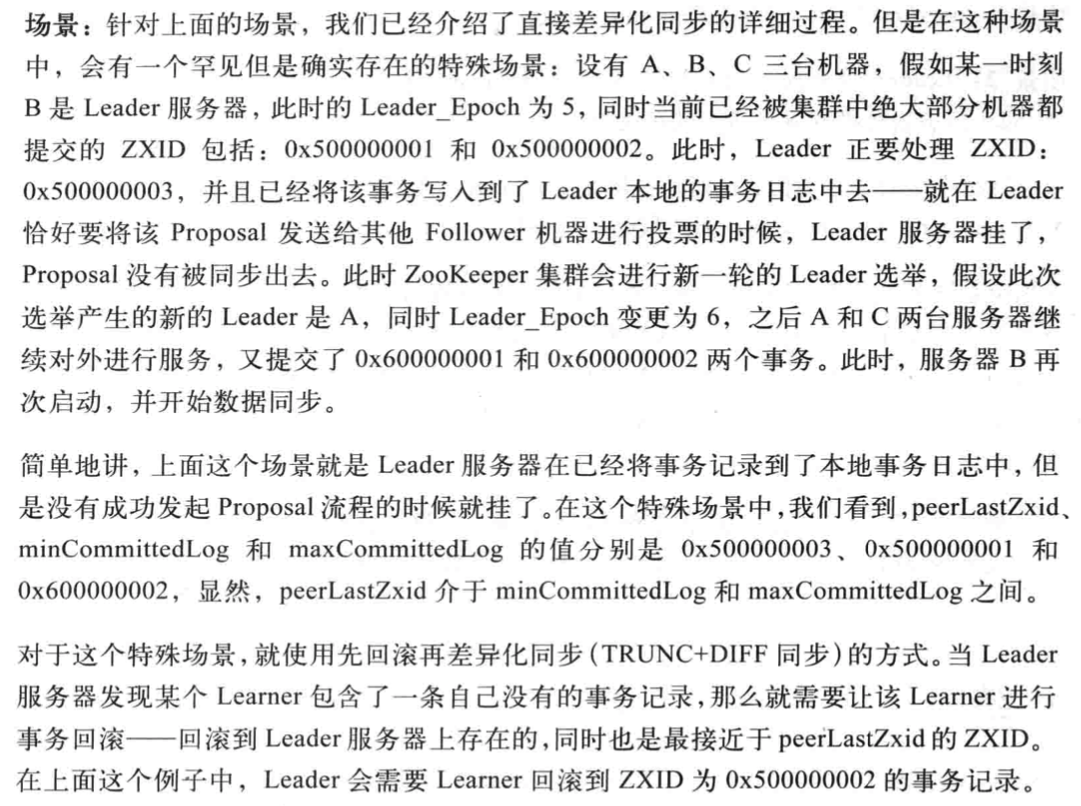 场景：针对上面的场景，我们已经介绍了直接差异化同步的详细过程。但是在这种场景
中，会有一个罕见但是确实存在的特殊场景：设有 A、B、C 三台机器，假如某一时刻
B 是 Leader 服务器，此时的 Leader_Epoch 为 5，同时当前已经被集群中绝大部分机器都
提交的 ZXID 包括：0x500000001 和 0x500000002。此时，Leader 正要处理 ZXID：
0x500000003，并且已经将该事务写入到了 Leader 本地的事务日志中去——就在 Leader
恰好要将该 Proposal 发送给其他 Follower 机器进行投票的时候，Leader 服务器挂了，
Proposal 没有被同步出去。此时 ZooKeeper 集群会进行新一轮的 Leader 选举，假设此次
选举产生的新的 Leader 是 A，同时 Leader_Epoch 变更为 6，之后 A 和 C 两台服务器继
续对外进行服务，又提交了 0x600000001 和 0x600000002 两个事务。此时，服务器 B 再
次启动，并开始数据同步。
简单地讲，上面这个场景就是 Leader 服务器在已经将事务记录到了本地事务日志中，但
是没有成功发起 Proposal 流程的时候就挂了。在这个特殊场景中，我们看到，peerLastZxid、
minCommittedLog 和 maxCommittedLog 的值分别是 0x500000003、0x500000001 和
0x600000002，显然，peerLastZxid 介于 minCommittedLog 和 maxCommittedLog 之间。
对于这个特殊场景，就使用先回滚再差异化同步（TRUNC+DIFF 同步）的方式。当 Leader
服务器发现某个 Learner 包含了一条自己没有的事务记录，那么就需要让该 Learner 进行
事务回滚——回滚到 Leader 服务器上存在的，同时也是最接近于 peerLastZxid 的 ZXID。
在上面这个例子中，Leader 会需要 Learner 回滚到 ZXID 为 0x500000002 的事务记录。